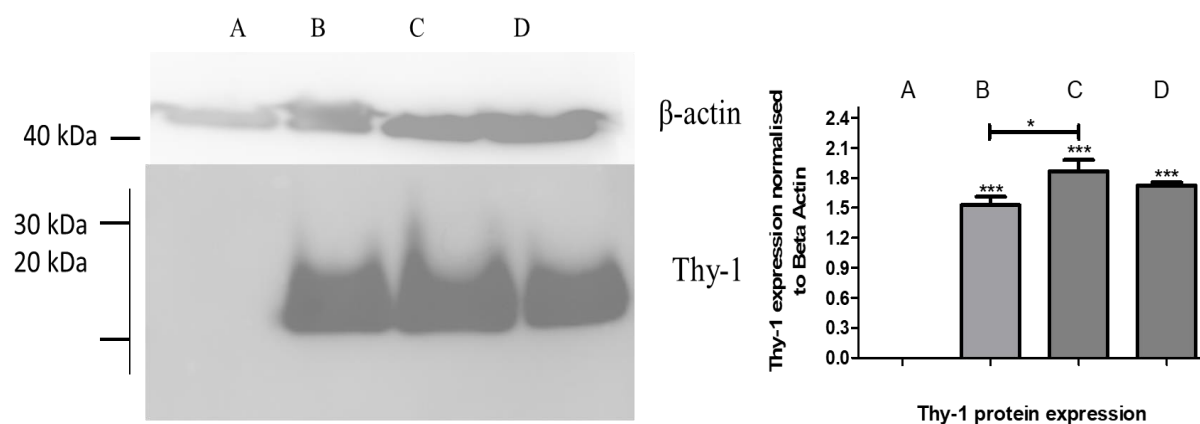 A B C D
β-actin
40 kDa
30 kDa
20 kDa
Thy-1
Thy-1 expression normalised
to Beta Actin
A B C D
2.4
2.1
1.8
1.5
1.2
0.9
0.6
0.3
0.0
*
***
***
***
Thy-1 protein expression